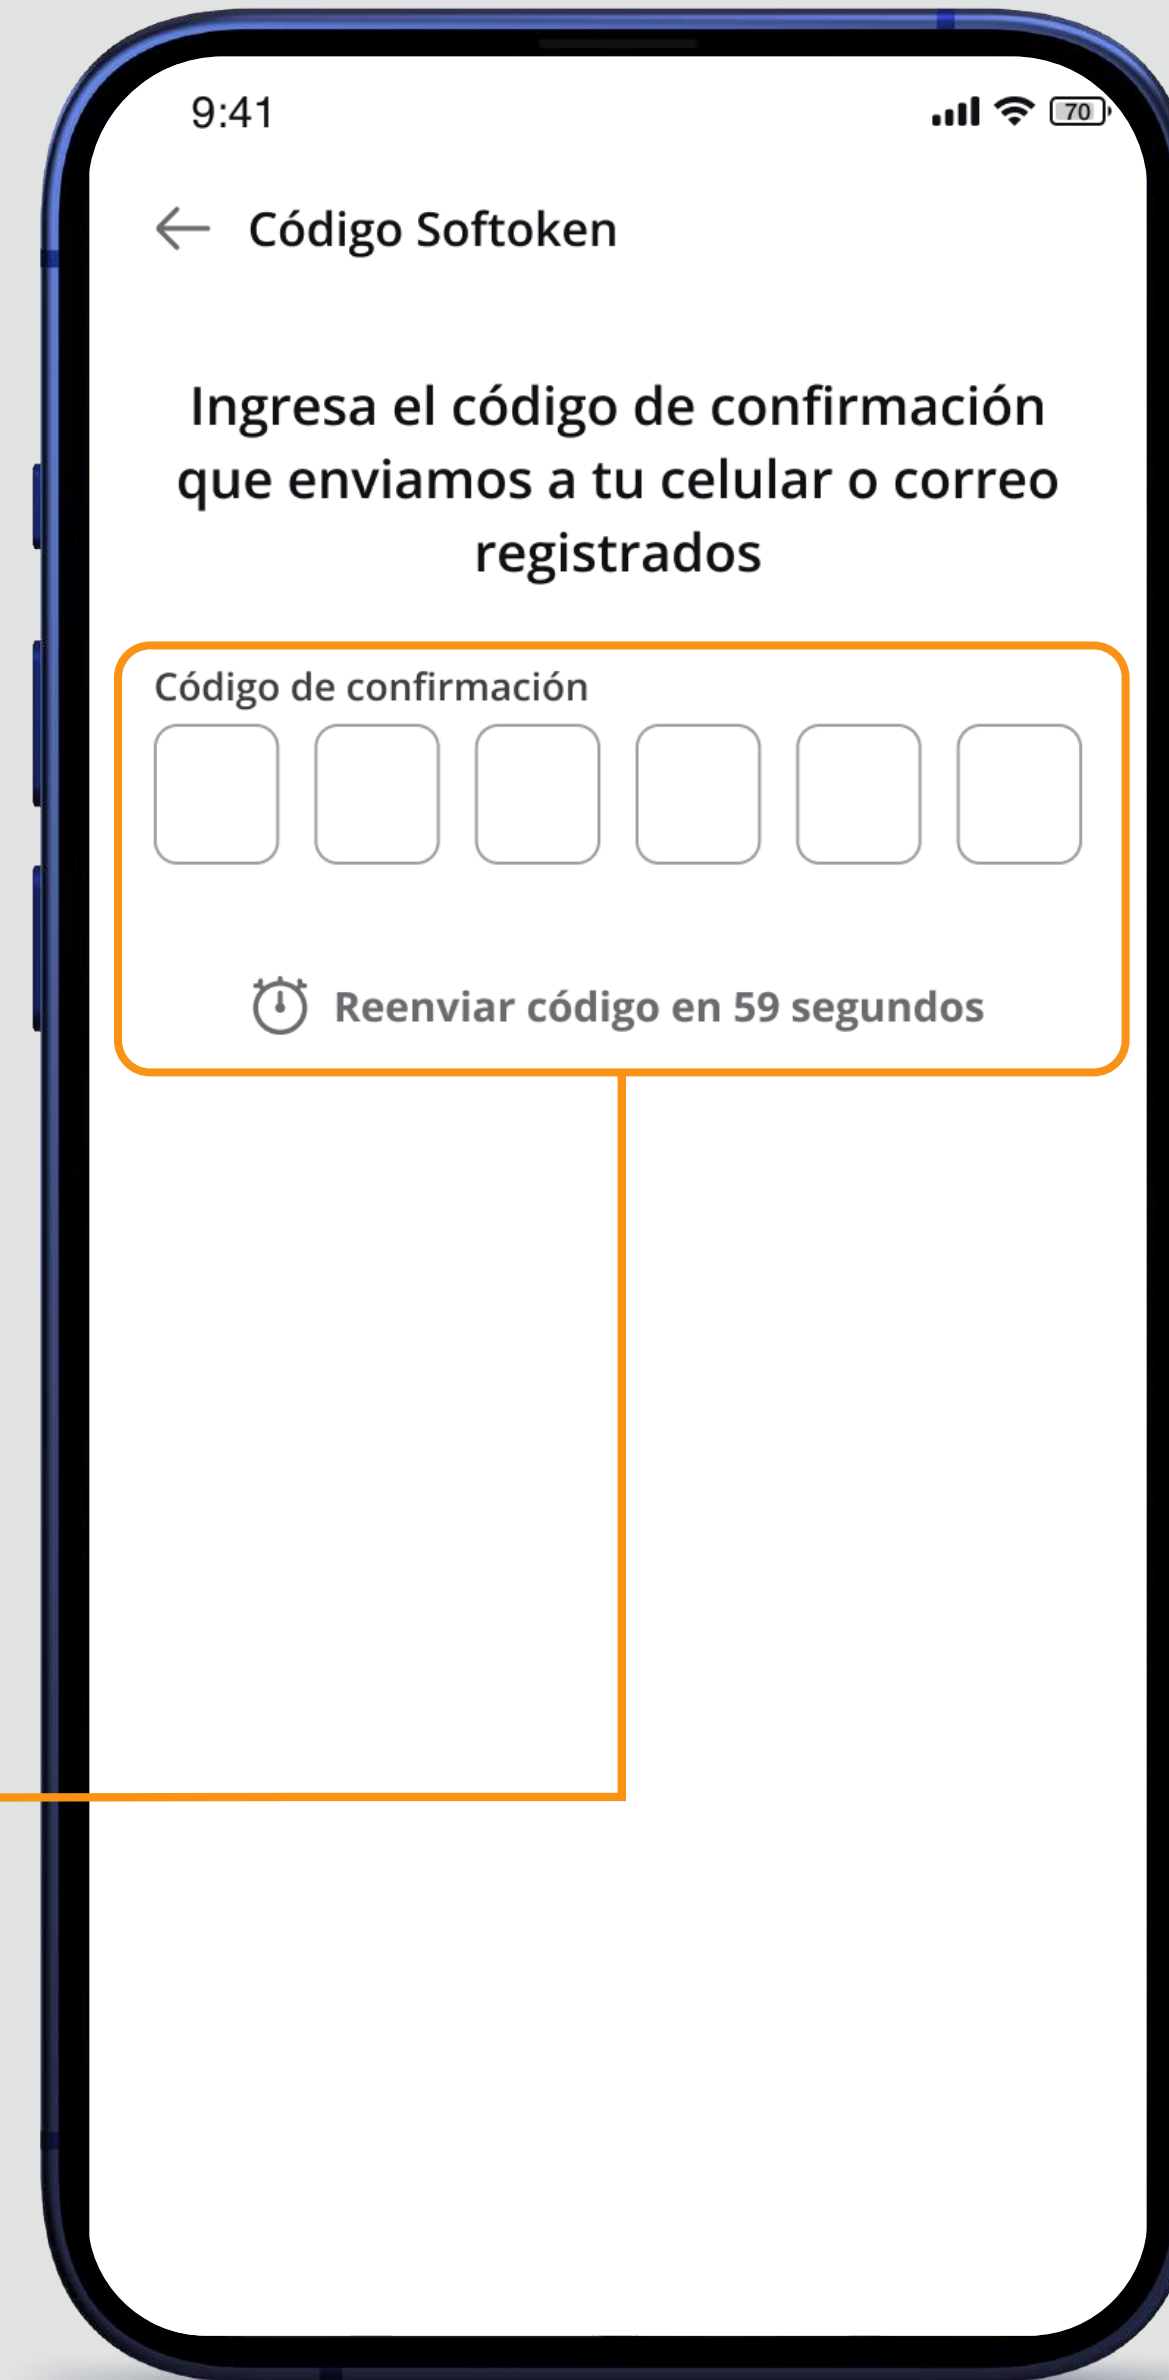 9:41
70
Código Softoken
Ingresa el código de confirmación
que enviamos a tu celular o correo
registrados
Código de confirmación
Reenviar código en 59 segundos